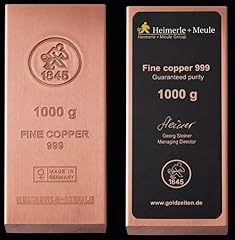 1845
1000 g
FINE COPPER
999
MADE IN
GERMANY
HEIMERLE+MEULE
Heimerle + Meule
Heimerle + Meule Group
Fine copper 999
Guaranteed purity
1000 g
Steiner
Georg Steiner
Managing Director
1845
www.goldzeiten.de